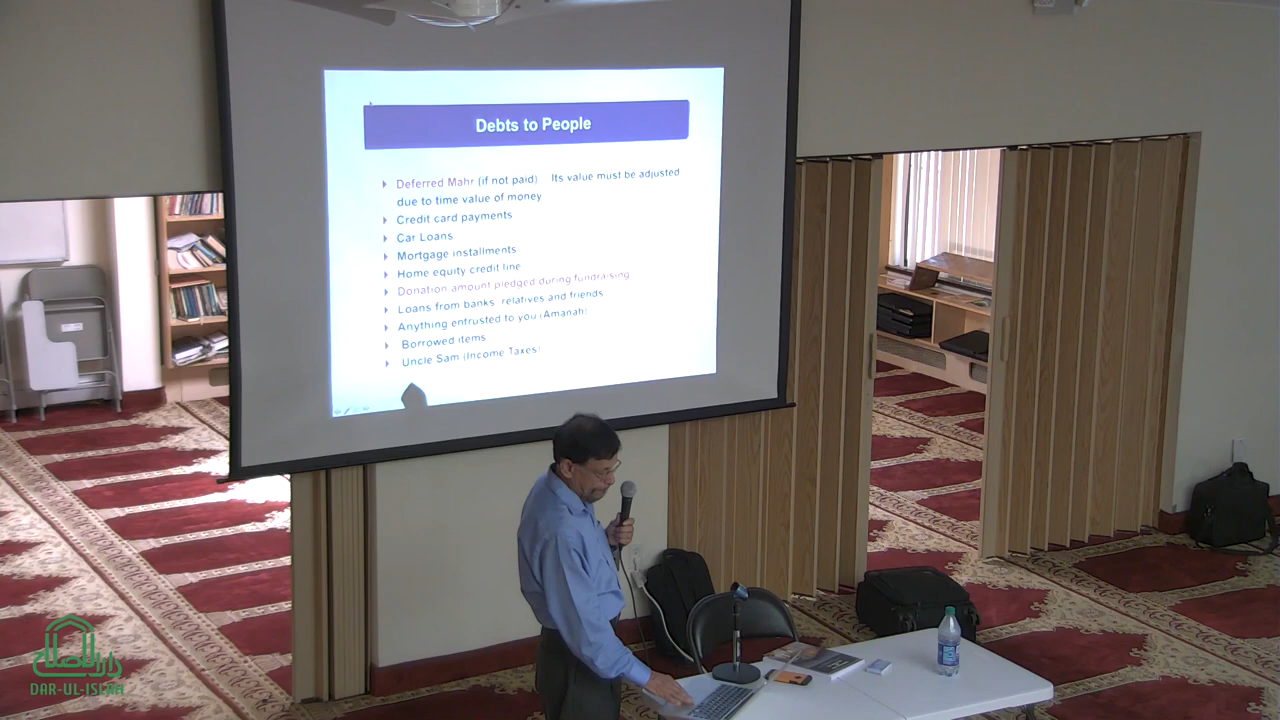 Debts to People
Deferred Mahr (if not paid) Its value must be adjusted
due to time value of money
Credit card payments
Car Loans
Mortgage installments
Home equity credit line
Donation amount pledged during fundraising
Loans from banks relatives and friends
Anything entrusted to you (Amanah)
Borrowed items
Uncle Sam (Income Taxes)
دار الإصلاح
DAR-UL-ISLAH